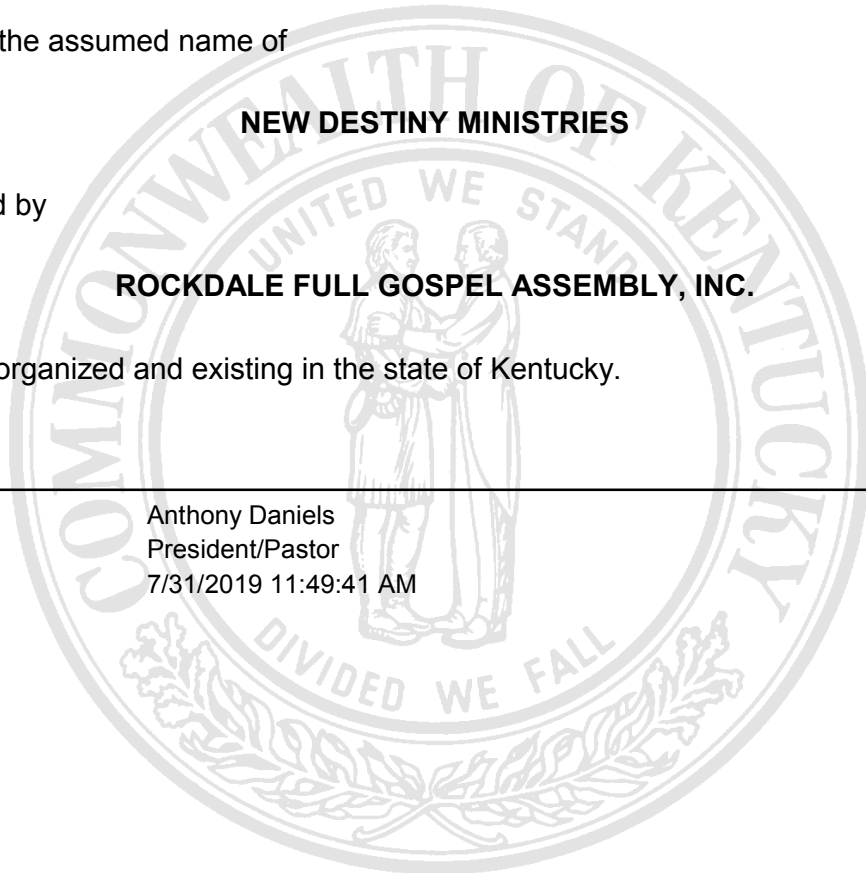 the assumed name of
NEW DESTINY MINISTRIES
d by
ROCKDALE FULL GOSPEL ASSEMBLY, INC.
organized and existing in the state of Kentucky.
Anthony Daniels
President/Pastor
7/31/2019 11:49:41 AM
COMMONWEALTH OF KENTUCKY
UNITED WE STAND
DIVIDED WE FALL